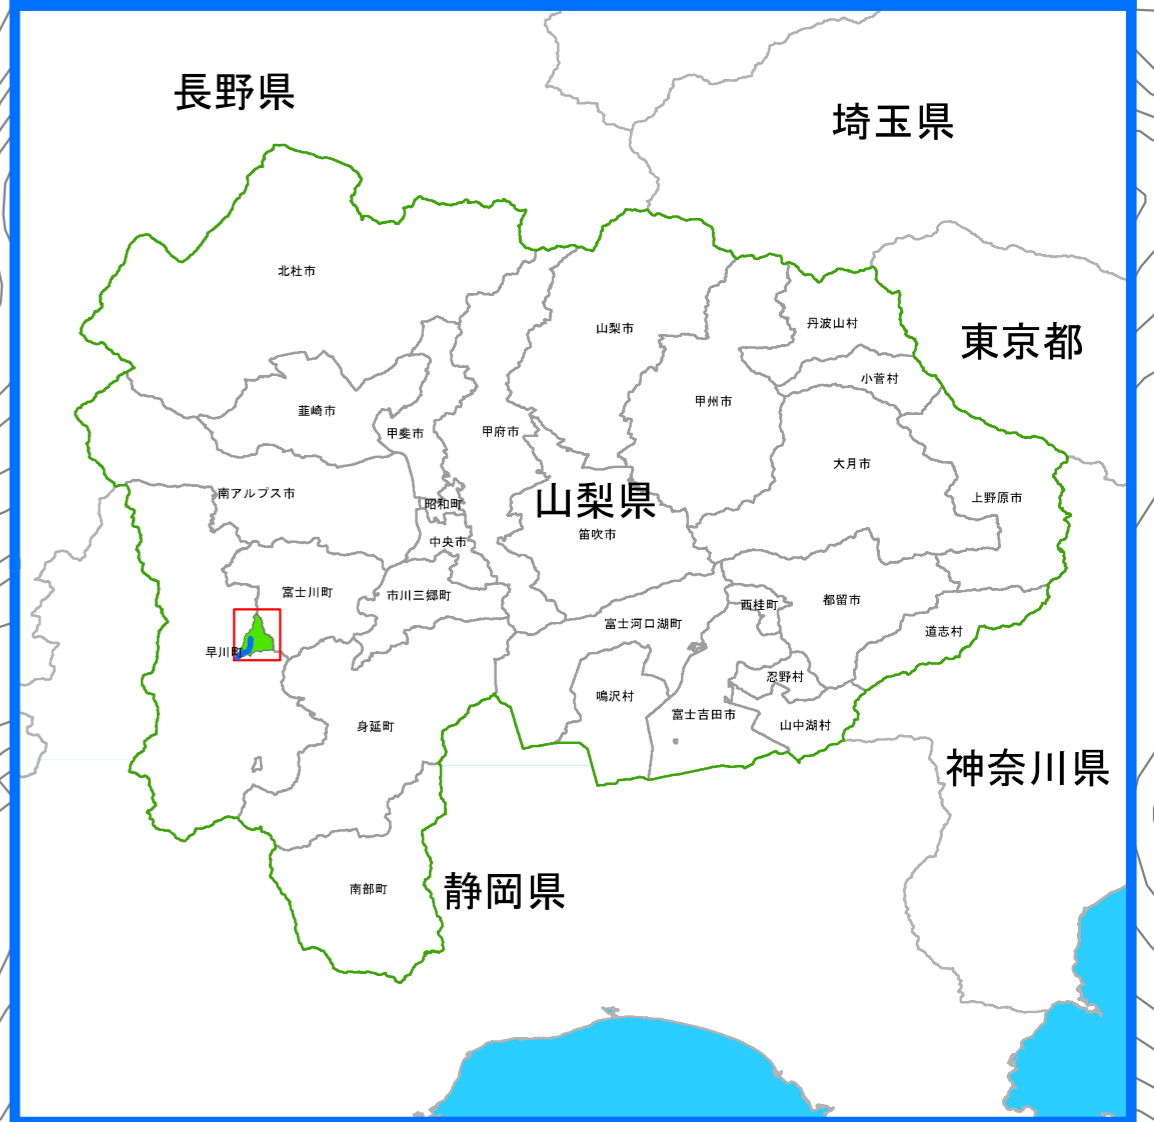 長野県
埼玉県
北杜市
山梨市
丹波山村
東京都
小菅村
甲州市
韮崎市
甲斐市
甲府市
大月市
南アルプス市
昭和町
山梨県
上野原市
笛吹市
中央市
富士川町
市川三郷町
西桂町
都留市
富士河口湖町
道志村
早川町
忍野村
鳴沢村
富士吉田市
山中湖村
身延町
神奈川県
南部町
静岡県